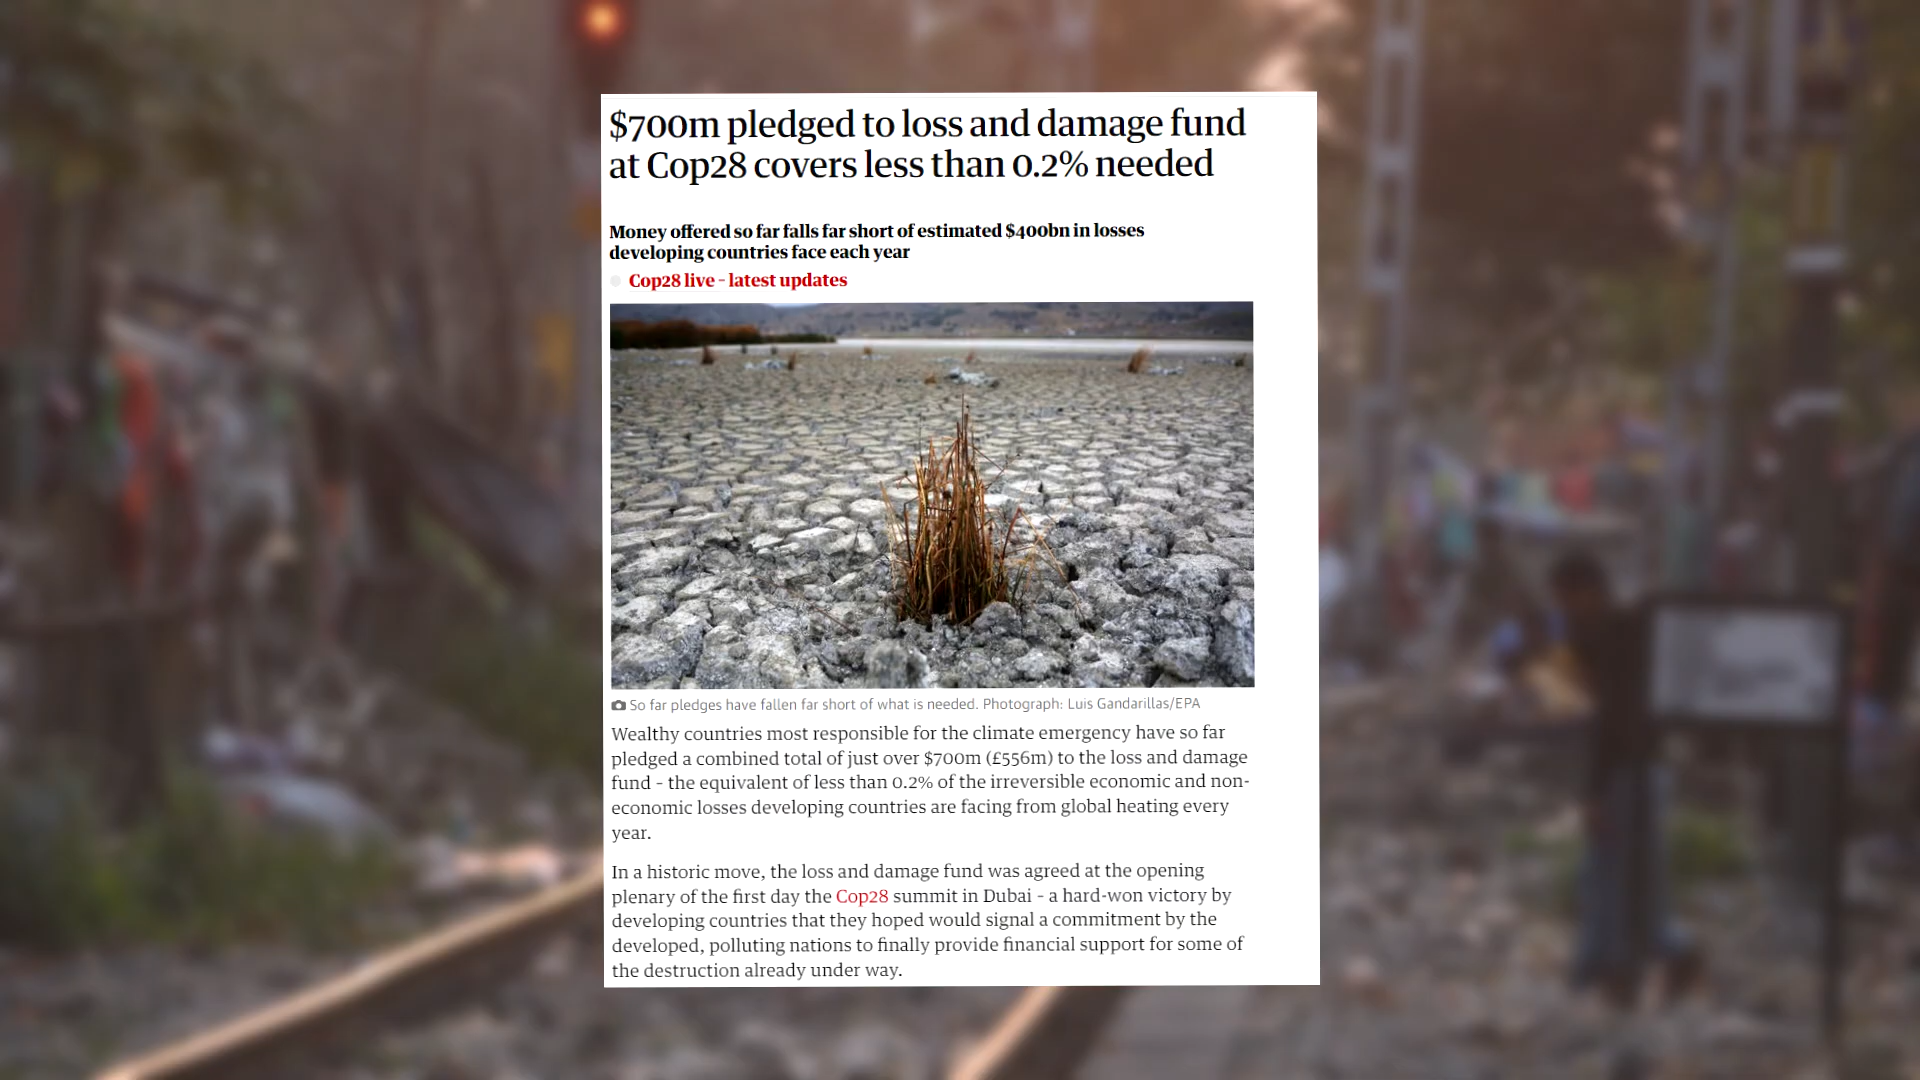 $700m pledged to loss and damage fund
at Cop28 covers less than 0.2% needed
Money offered so far falls far short of estimated $400bn in losses
developing countries face each year
Cop28 live – latest updates
So far pledges have fallen far short of what is needed. Photograph: Luis Gandarillas/EPA
Wealthy countries most responsible for the climate emergency have so far
pledged a combined total of just over $700m (£556m) to the loss and damage
fund – the equivalent of less than 0.2% of the irreversible economic and non-
economic losses developing countries are facing from global heating every
year.
In a historic move, the loss and damage fund was agreed at the opening
plenary of the first day the Cop28 summit in Dubai – a hard-won victory by
developing countries that they hoped would signal a commitment by the
developed, polluting nations to finally provide financial support for some of
the destruction already under way.